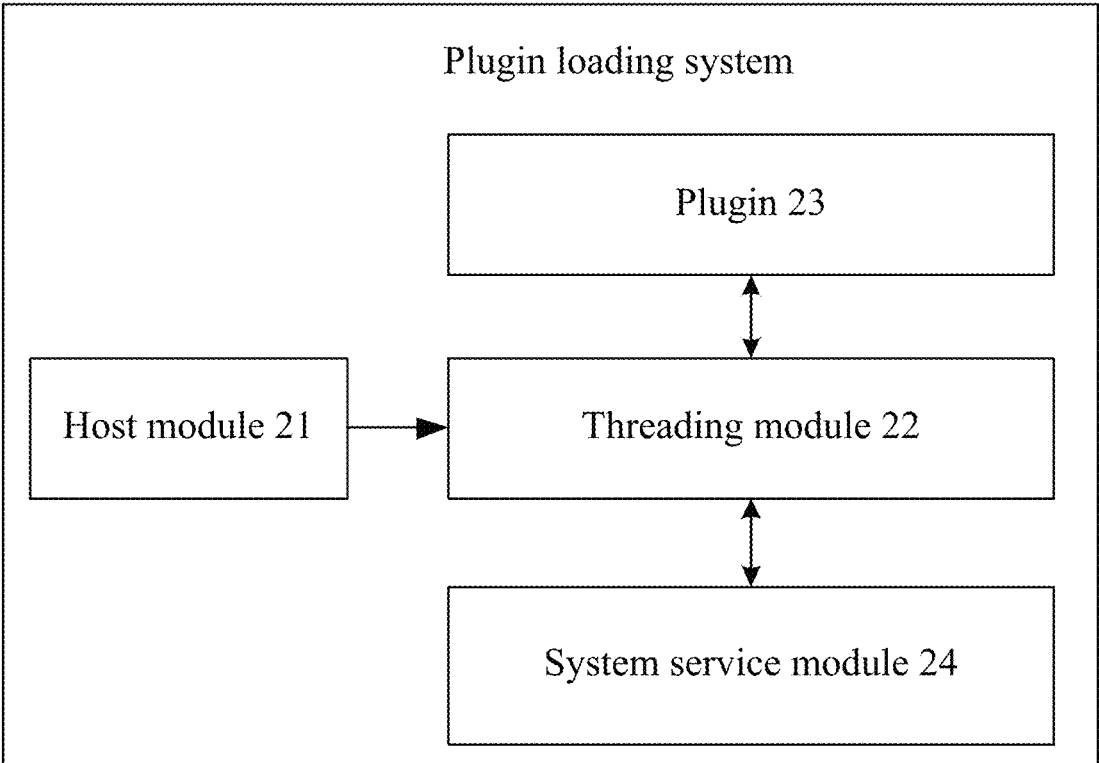 Plugin loading system
Plugin 23
Host module 21
Threading module 22
System service module 24